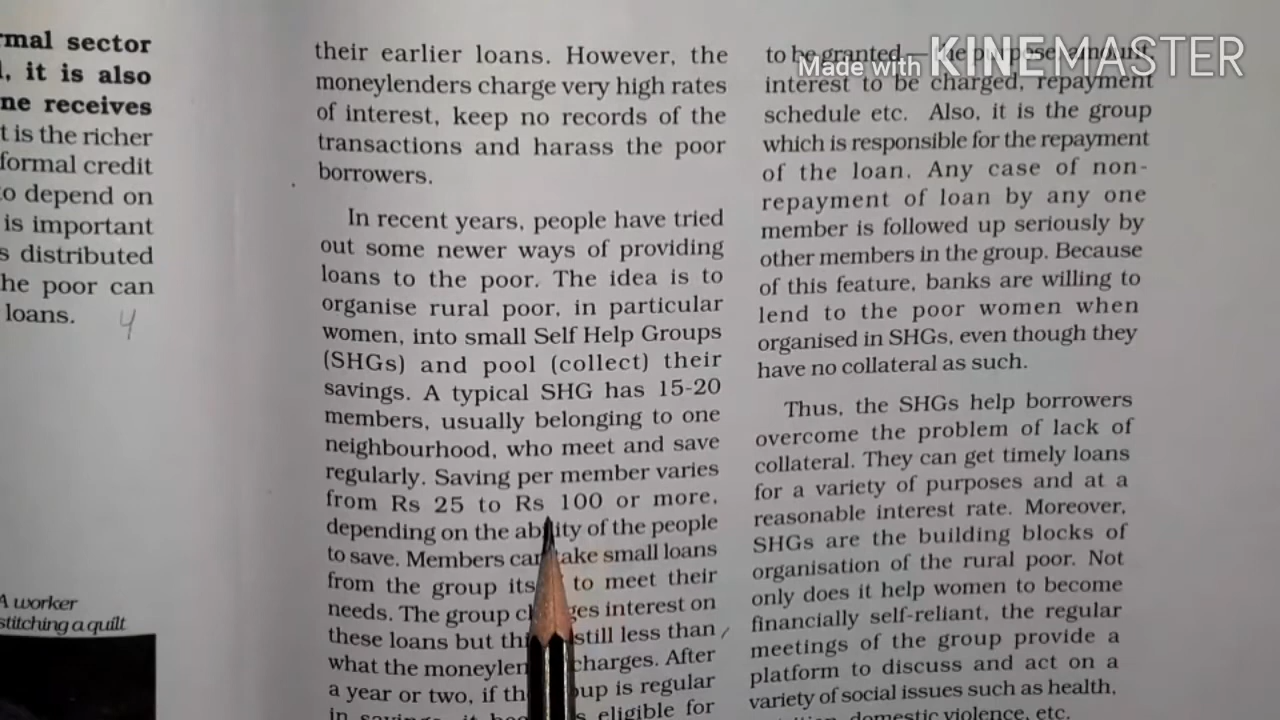 rmal sector
l, it is also
ne receives
t is the richer
formal credit
to depend on
is important
s distributed
he poor can
loans. 4
A worker
stitching a quilt
their earlier loans. However, the
moneylenders charge very high rates
of interest, keep no records of the
transactions and harass the poor
borrowers.
In recent years, people have tried
out some newer ways of providing
loans to the poor. The idea is to
organise rural poor, in particular
women, into small Self Help Groups
(SHGs) and pool (collect) their
savings. A typical SHG has 15-20
members, usually belonging to one
neighbourhood, who meet and save
regularly. Saving per member varies
from Rs 25 to Rs 100 or more,
depending on the ability of the people
to save. Members can take small loans
from the group its to meet their
needs. The group ch ges interest on
these loans but thi still less than
what the moneylen charges. After
a year or two, if th up is regular
in eligible for
to be granted — purpose, amount,
interest to be charged, repayment
schedule etc. Also, it is the group
which is responsible for the repayment
of the loan. Any case of non-
repayment of loan by any one
member is followed up seriously by
other members in the group. Because
of this feature, banks are willing to
lend to the poor women when
organised in SHGs, even though they
have no collateral as such.
Thus, the SHGs help borrowers
overcome the problem of lack of
collateral. They can get timely loans
for a variety of purposes and at a
reasonable interest rate. Moreover,
SHGs are the building blocks of
organisation of the rural poor. Not
only does it help women to become
financially self-reliant, the regular
meetings of the group provide a
platform to discuss and act on a
variety of social issues such as health,
domestic violence, etc.
Made with KINEMASTER